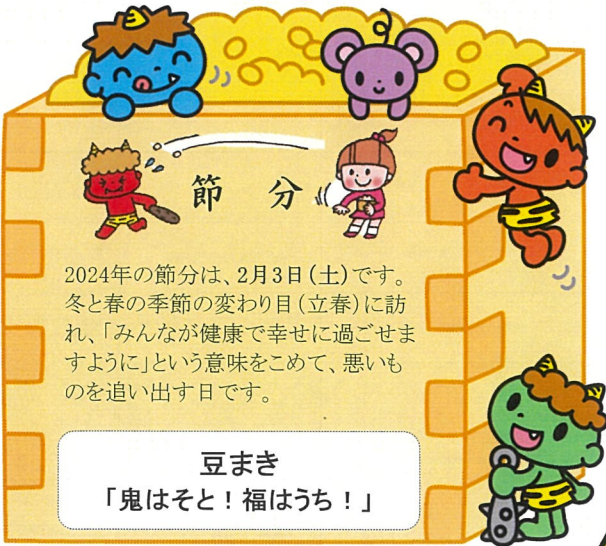 節 分
2024年の節分は、2月3日(土)です。
冬と春の季節の変わり目(立春)に訪
れ、「みんなが健康で幸せに過ごせま
すように」という意味をこめて、悪いも
のを追い出す日です。
豆まき
「鬼はそと！福はうち！」